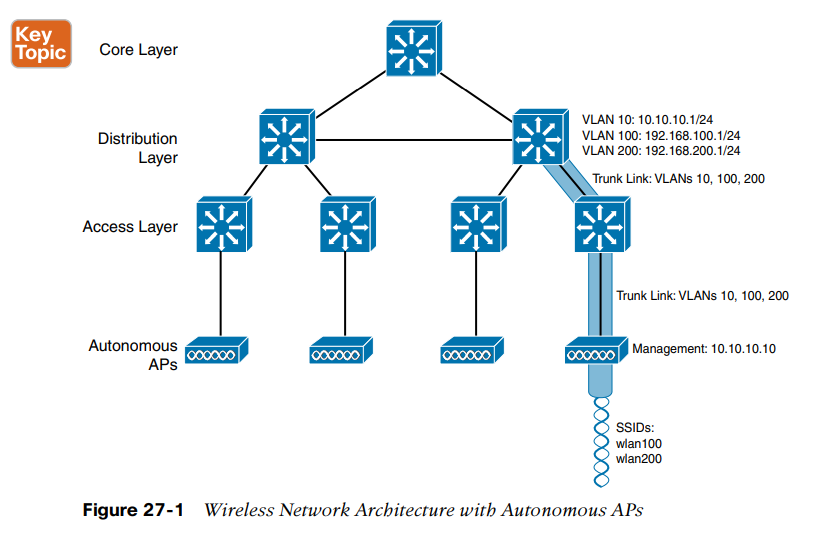 Key
Topic
Core Layer
Distribution
Layer
VLAN 10: 10.10.10.1/24
VLAN 100: 192.168.100.1/24
VLAN 200: 192.168.200.1/24
Trunk Link: VLANs 10, 100, 200
Access Layer
Trunk Link: VLANs 10, 100, 200
Autonomous
APs
Management: 10.10.10.10
SSIDs:
wlan100
wlan200
Figure 27-1 Wireless Network Architecture with Autonomous APs